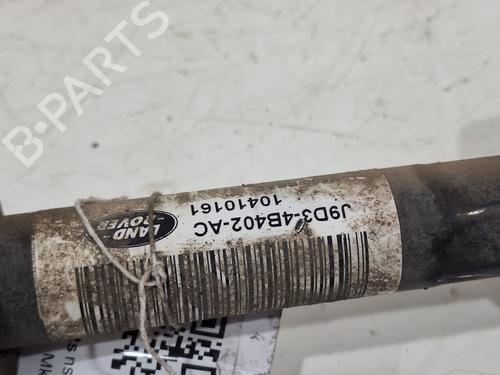 B-PARTS
LAND
ROVER
J9D3-4B402-AC
10410161